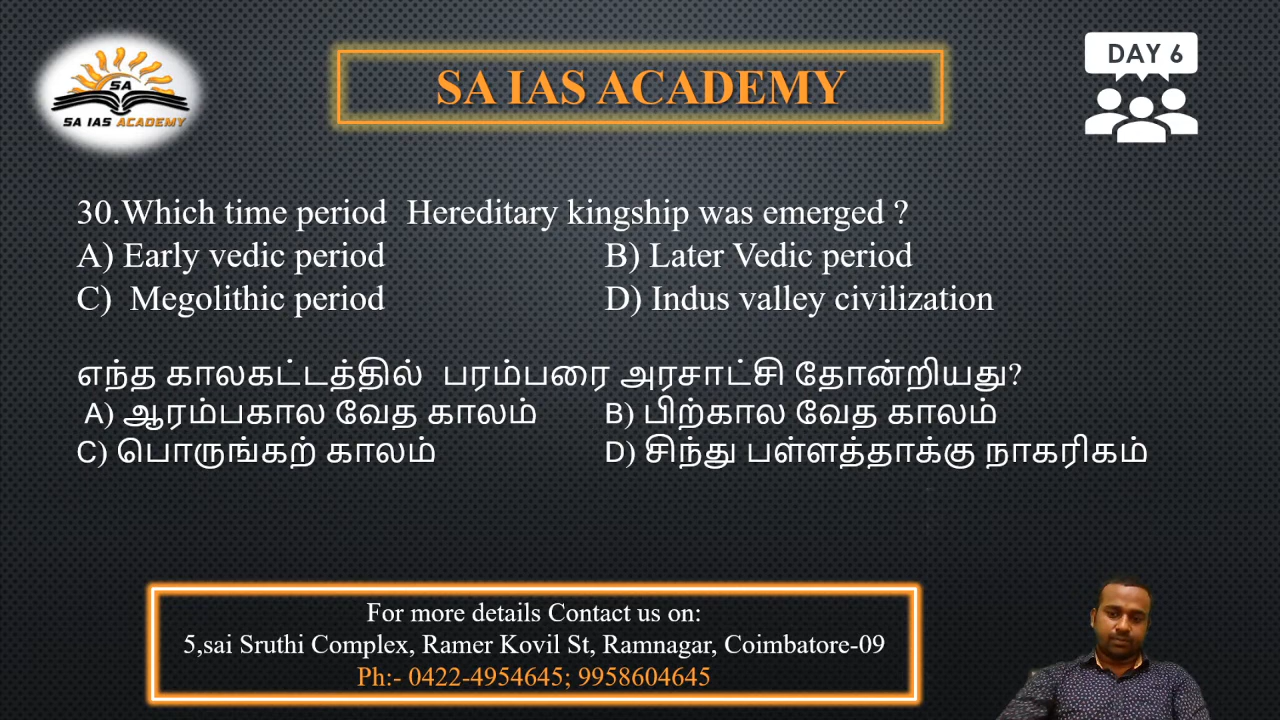 SA
SA IAS ACADEMY
SA IAS ACADEMY
DAY 6
30.Which time period  Hereditary kingship was emerged ?
A) Early vedic period B) Later Vedic period
C)  Megolithic period D) Indus valley civilization
எந்த காலகட்டத்தில்  பரம்பரை அரசாட்சி தோன்றியது?
A) ஆரம்பகால வேத காலம் B) பிற்கால வேத காலம்
C) பொருங்கற் காலம் D) சிந்து பள்ளத்தாக்கு நாகரிகம்
For more details Contact us on:
5,sai Sruthi Complex, Ramer Kovil St, Ramnagar, Coimbatore-09
Ph:- 0422-4954645; 9958604645